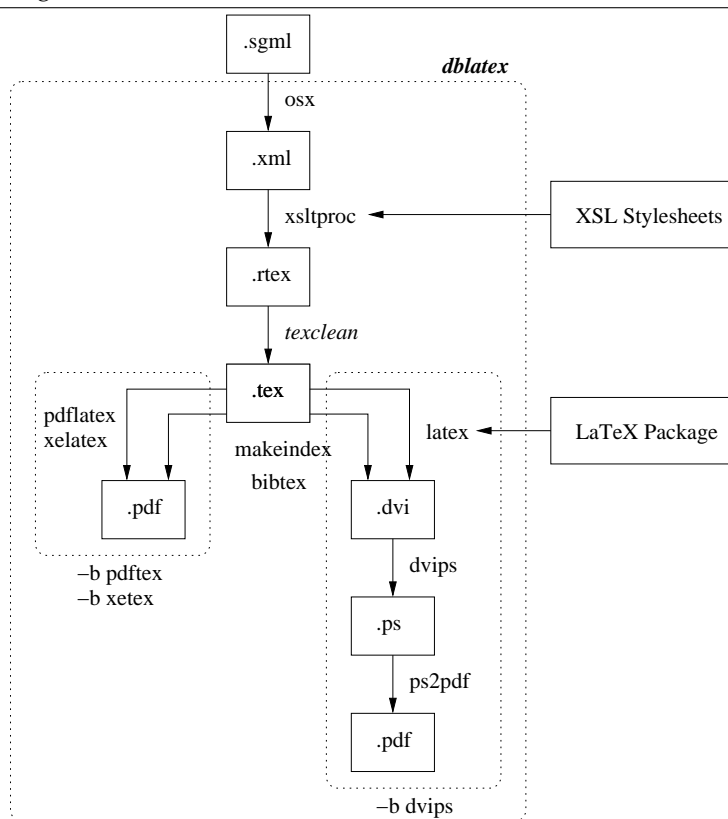 .sgml
dblatex
osx
.xml
xsltproc
XSL Stylesheets
.rtex
texclean
.tex
pdflatex
xelatex
latex
LaTeX Package
makeindex
bibtex
.pdf
.dvi
−b pdftex
−b xetex
dvips
.ps
ps2pdf
.pdf
−b dvips